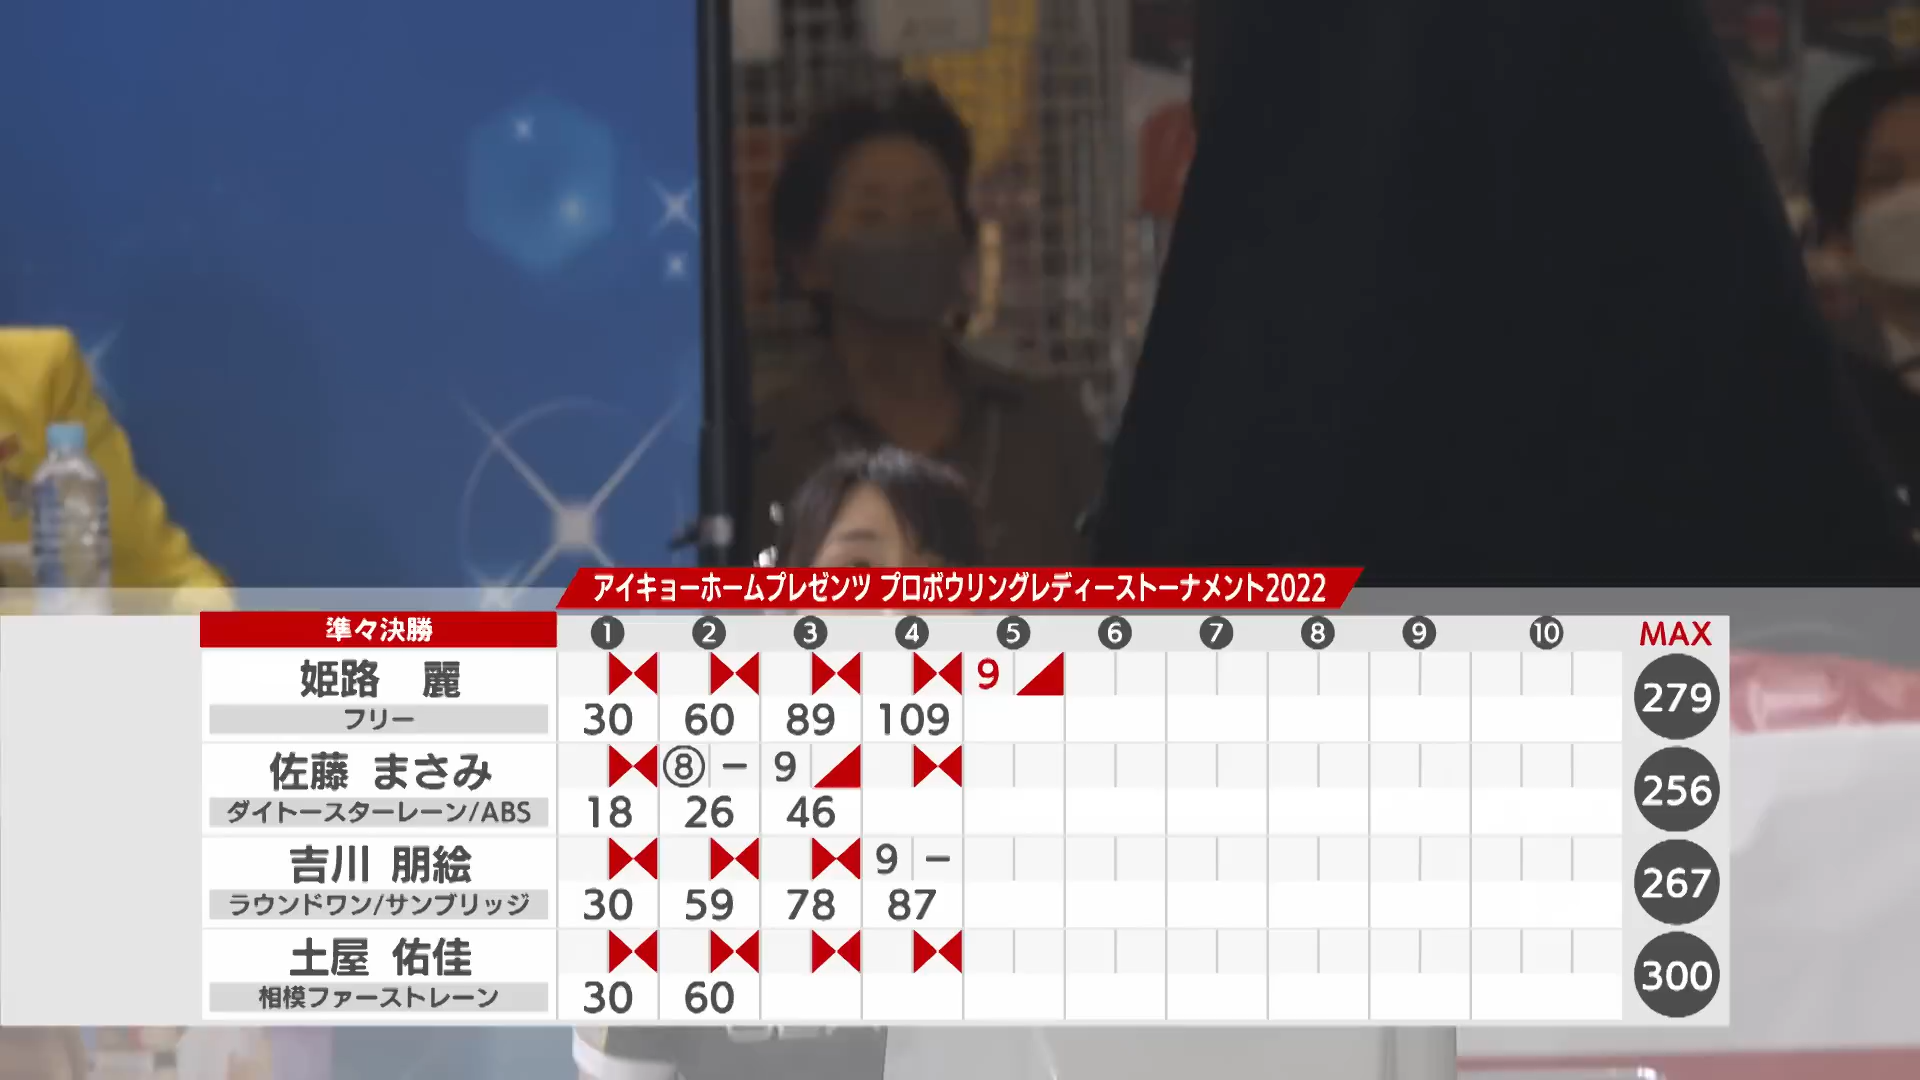 アイキョーホームプレゼンツ プロボウリングレディーストーナメント2022
準々決勝 1 2 3 4 5 6 7 8 9 10 MAX
姫路 麗 9 279
フリー 30 60 89 109
佐藤 まさみ ⑧ - 9 256
ダイトースターレーン/ABS 18 26 46
吉川 朋絵 9 - 267
ラウンドワン/サンブリッジ 30 59 78 87
土屋 佑佳 300
相模ファーストレーン 30 60